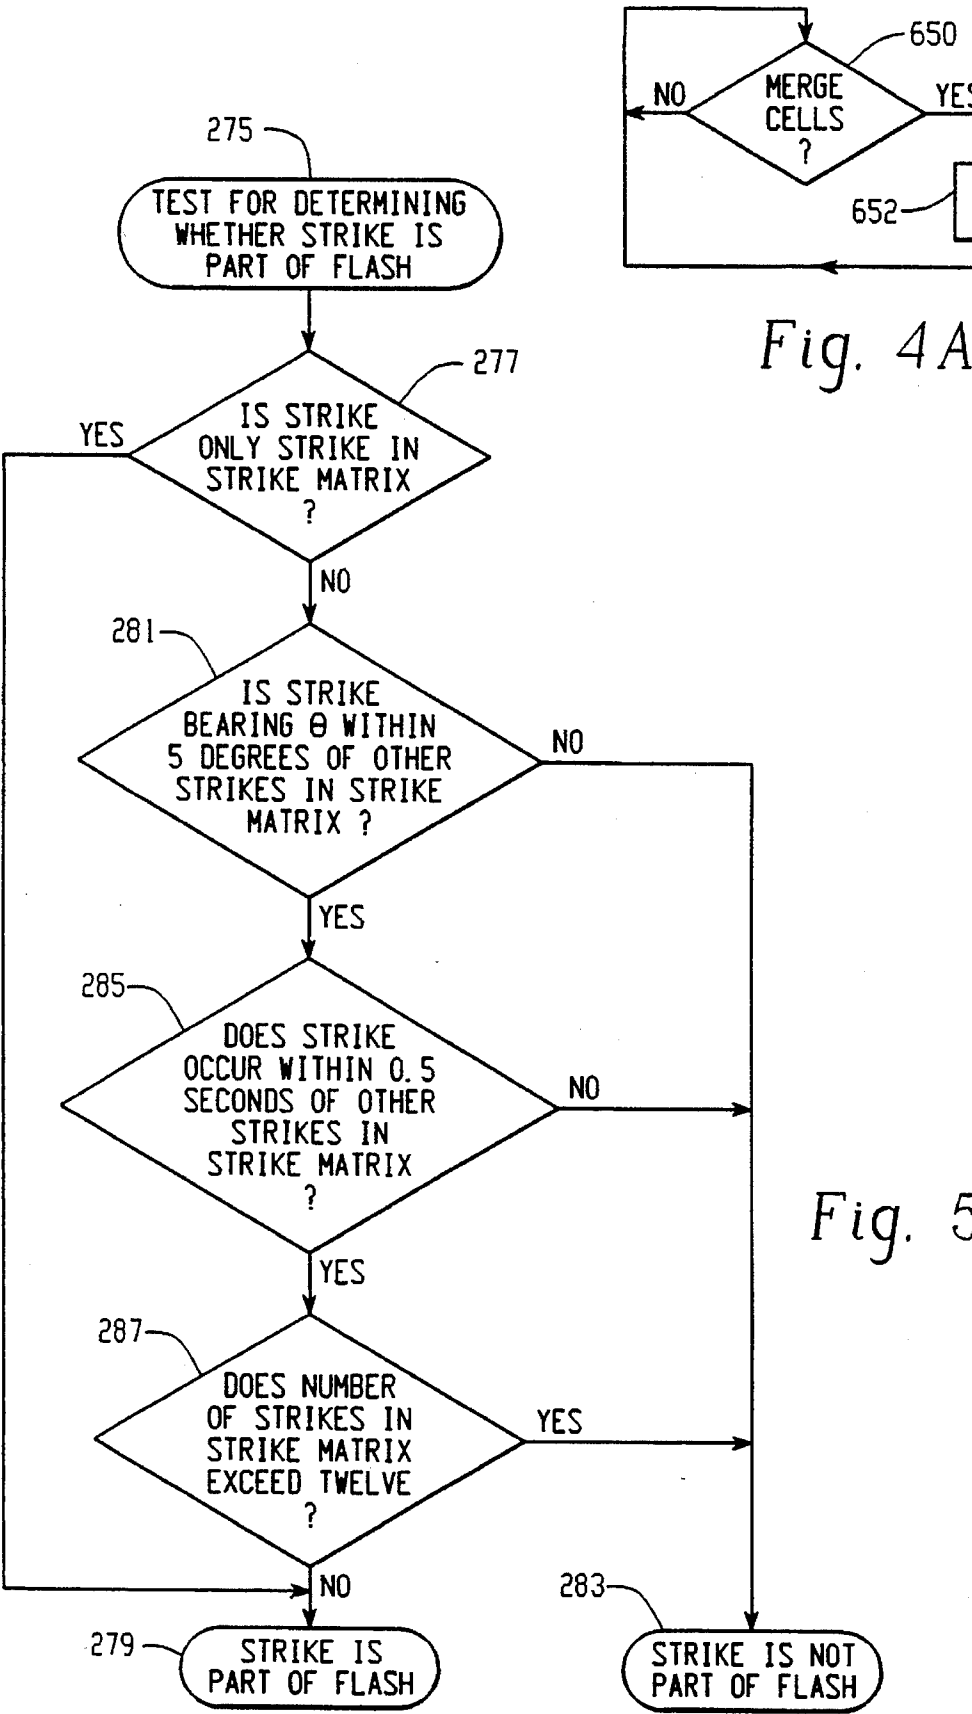 650
NO
MERGE
CELLS
?
YES
652
Fig. 4A
275
TEST FOR DETERMINING
WHETHER STRIKE IS
PART OF FLASH
277
YES
IS STRIKE
ONLY STRIKE IN
STRIKE MATRIX
?
NO
281
IS STRIKE
BEARING θ WITHIN
5 DEGREES OF OTHER
STRIKES IN STRIKE
MATRIX ?
NO
YES
285
DOES STRIKE
OCCUR WITHIN 0.5
SECONDS OF OTHER
STRIKES IN
STRIKE MATRIX
?
NO
YES
Fig. 5
287
DOES NUMBER
OF STRIKES IN
STRIKE MATRIX
EXCEED TWELVE
?
YES
NO
279
STRIKE IS
PART OF FLASH
283
STRIKE IS NOT
PART OF FLASH